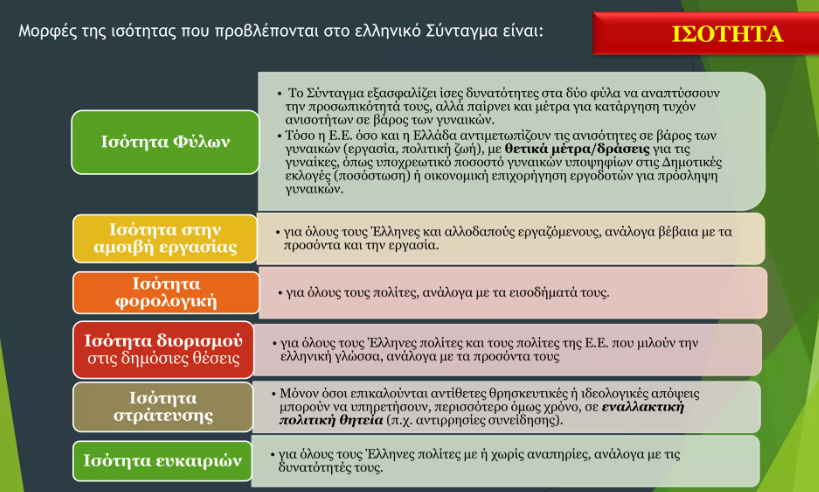 Μορφές της ισότητας που προβλέπονται στο ελληνικό Σύνταγμα είναι:
ΙΣΟΤΗΤΑ
Ισότητα Φύλων
• Το Σύνταγμα εξασφαλίζει ίσες δυνατότητες στα δύο φύλα να αναπτύσσουν
την προσωπικότητά τους, αλλά παίρνει και μέτρα για κατάργηση τυχόν
ανισοτήτων σε βάρος των γυναικών.
• Τόσο η Ε.Ε. όσο και η Ελλάδα αντιμετωπίζουν τις ανισότητες σε βάρος των
γυναικών (εργασία, πολιτική ζωή), με θετικά μέτρα/δράσεις για τις
γυναίκες, όπως υποχρεωτικό ποσοστό γυναικών υποψηφίων στις Δημοτικές
εκλογές (ποσόστωση) ή οικονομική επιχορήγηση εργοδοτών για πρόσληψη
γυναικών.
Ισότητα στην
αμοιβή εργασίας
• για όλους τους Έλληνες και αλλοδαπούς εργαζόμενους, ανάλογα βέβαια με τα
προσόντα και την εργασία.
Ισότητα
φορολογική
• για όλους τους πολίτες, ανάλογα με τα εισοδήματά τους.
Ισότητα διορισμού
στις δημόσιες θέσεις
• για όλους τους Έλληνες πολίτες και τους πολίτες της Ε.Ε. που μιλούν την
ελληνική γλώσσα, ανάλογα με τα προσόντα τους
Ισότητα
στράτευσης
• Μόνον όσοι επικαλούνται αντίθετες θρησκευτικές ή ιδεολογικές απόψεις
μπορούν να υπηρετήσουν, περισσότερο όμως χρόνο, σε εναλλακτική
πολιτική θητεία (π.χ. αντιρρησίες συνείδησης).
Ισότητα ευκαιριών
• για όλους τους Έλληνες πολίτες με ή χωρίς αναπηρίες, ανάλογα με τις
δυνατότητές τους.